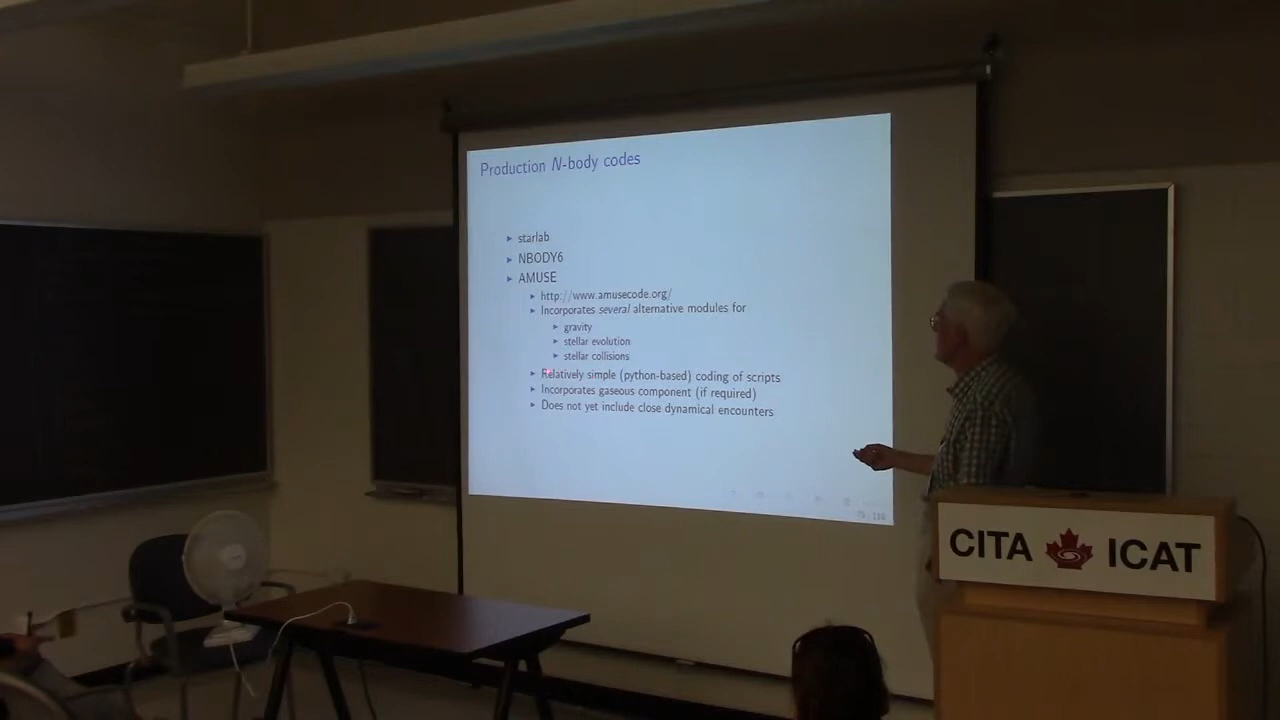 Production N-body codes
▸ starlab
▸ NBODY6
▸ AMUSE
▸ http://www.amusecode.org/
▸ Incorporates several alternative modules for
▸ gravity
▸ stellar evolution
▸ stellar collisions
▸ Relatively simple (python-based) coding of scripts
▸ Incorporates gaseous component (if required)
▸ Does not yet include close dynamical encounters
CITA ICAT